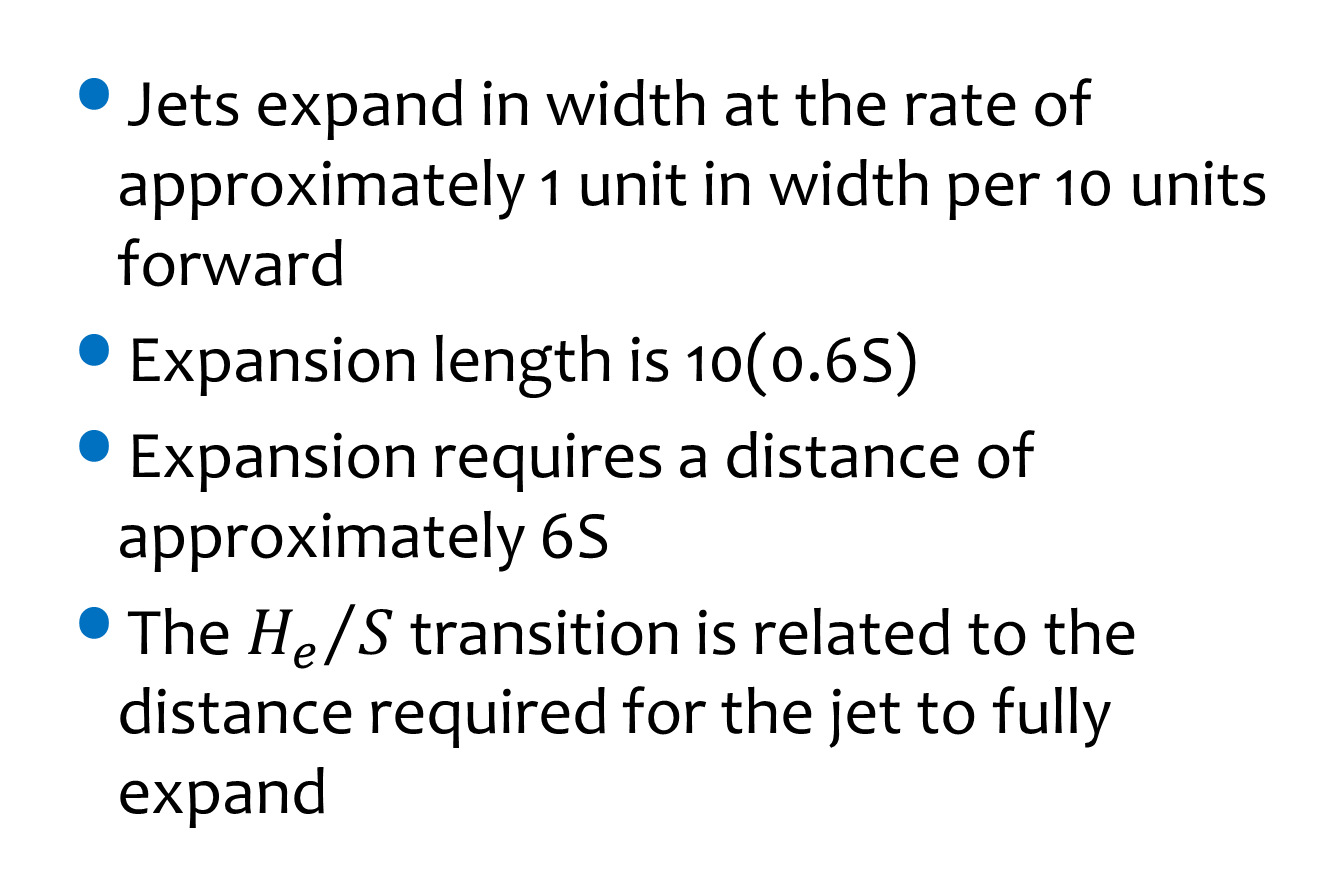 • Jets expand in width at the rate of
approximately 1 unit in width per 10 units
forward
• Expansion length is 10(0.6S)
• Expansion requires a distance of
approximately 6S
• The Hₑ/S transition is related to the
distance required for the jet to fully
expand